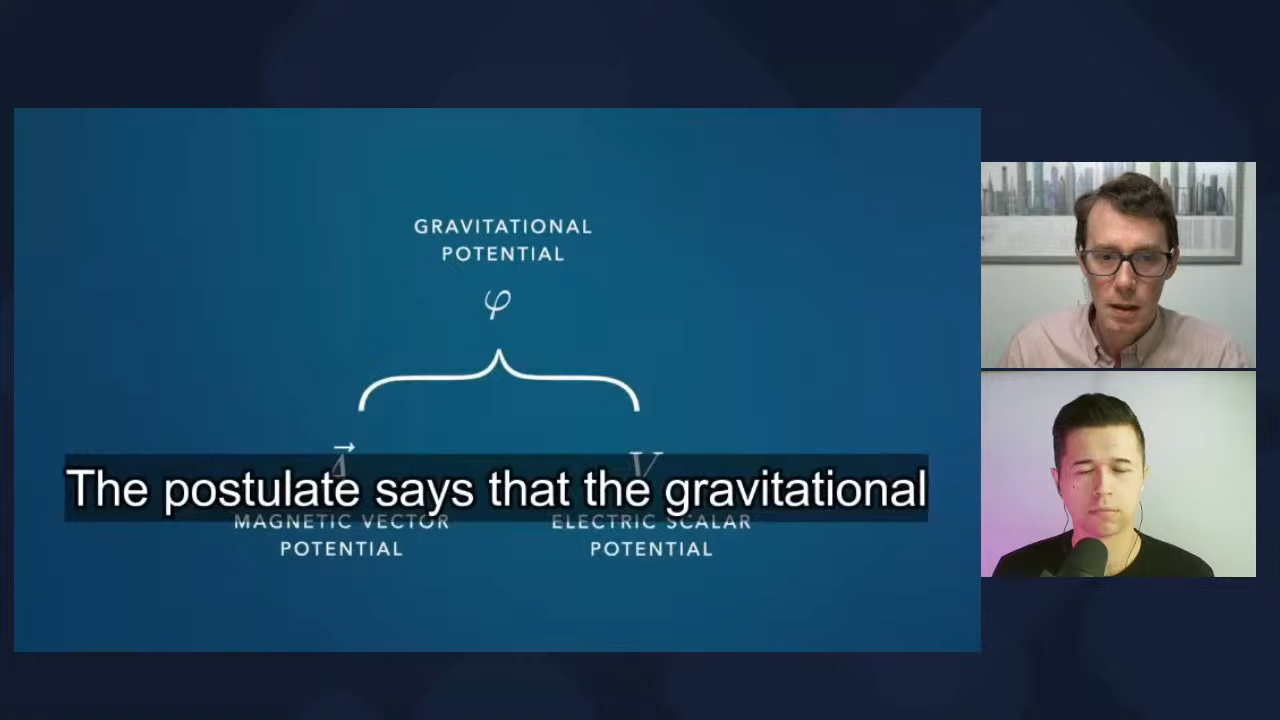 GRAVITATIONAL
POTENTIAL
φ
V
The postulate says that the gravitational
MAGNETIC VECTOR
ELECTRIC SCALAR
POTENTIAL
POTENTIAL